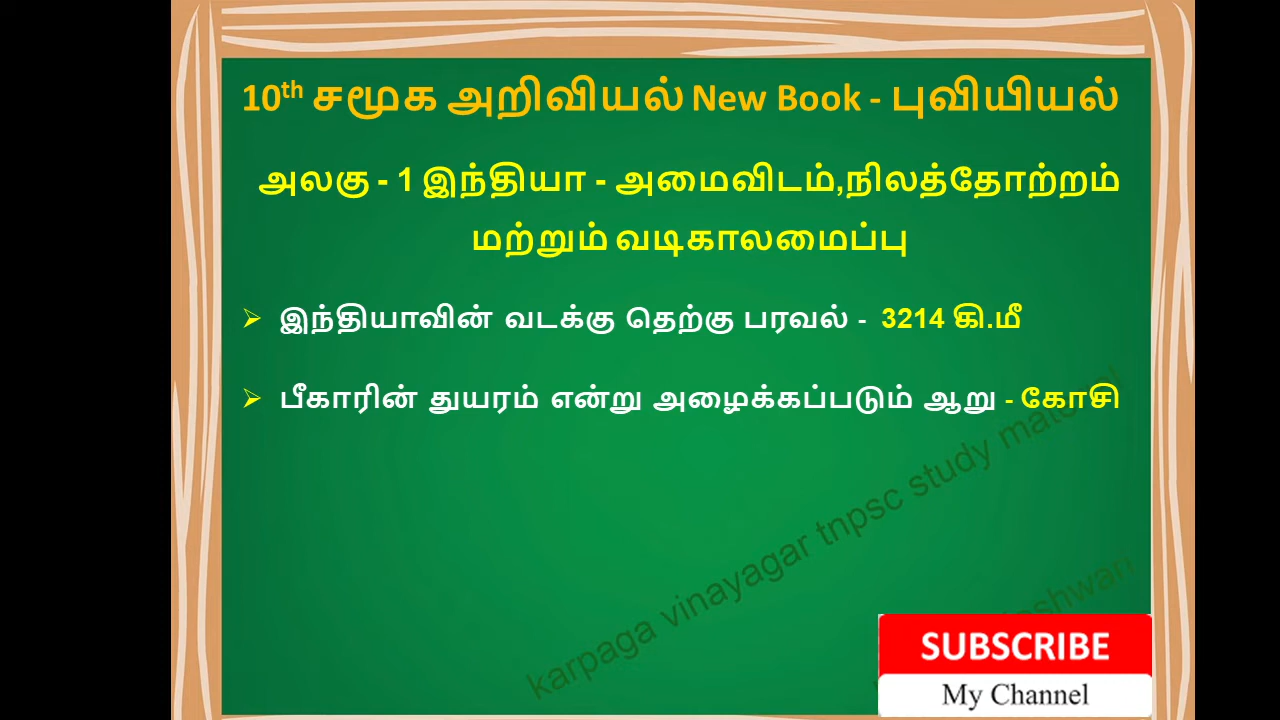 10th சமூக அறிவியல் New Book - புவியியல்
அலகு - 1 இந்தியா - அமைவிடம்,நிலத்தோற்றம்
மற்றும் வடிகாலமைப்பு
➢ இந்தியாவின் வடக்கு தெற்கு பரவல் - 3214 கி.மீ
➢ பீகாரின் துயரம் என்று அழைக்கப்படும் ஆறு - கோசி
karpaga vinayagar tnpsc study material
SUBSCRIBE
My Channel